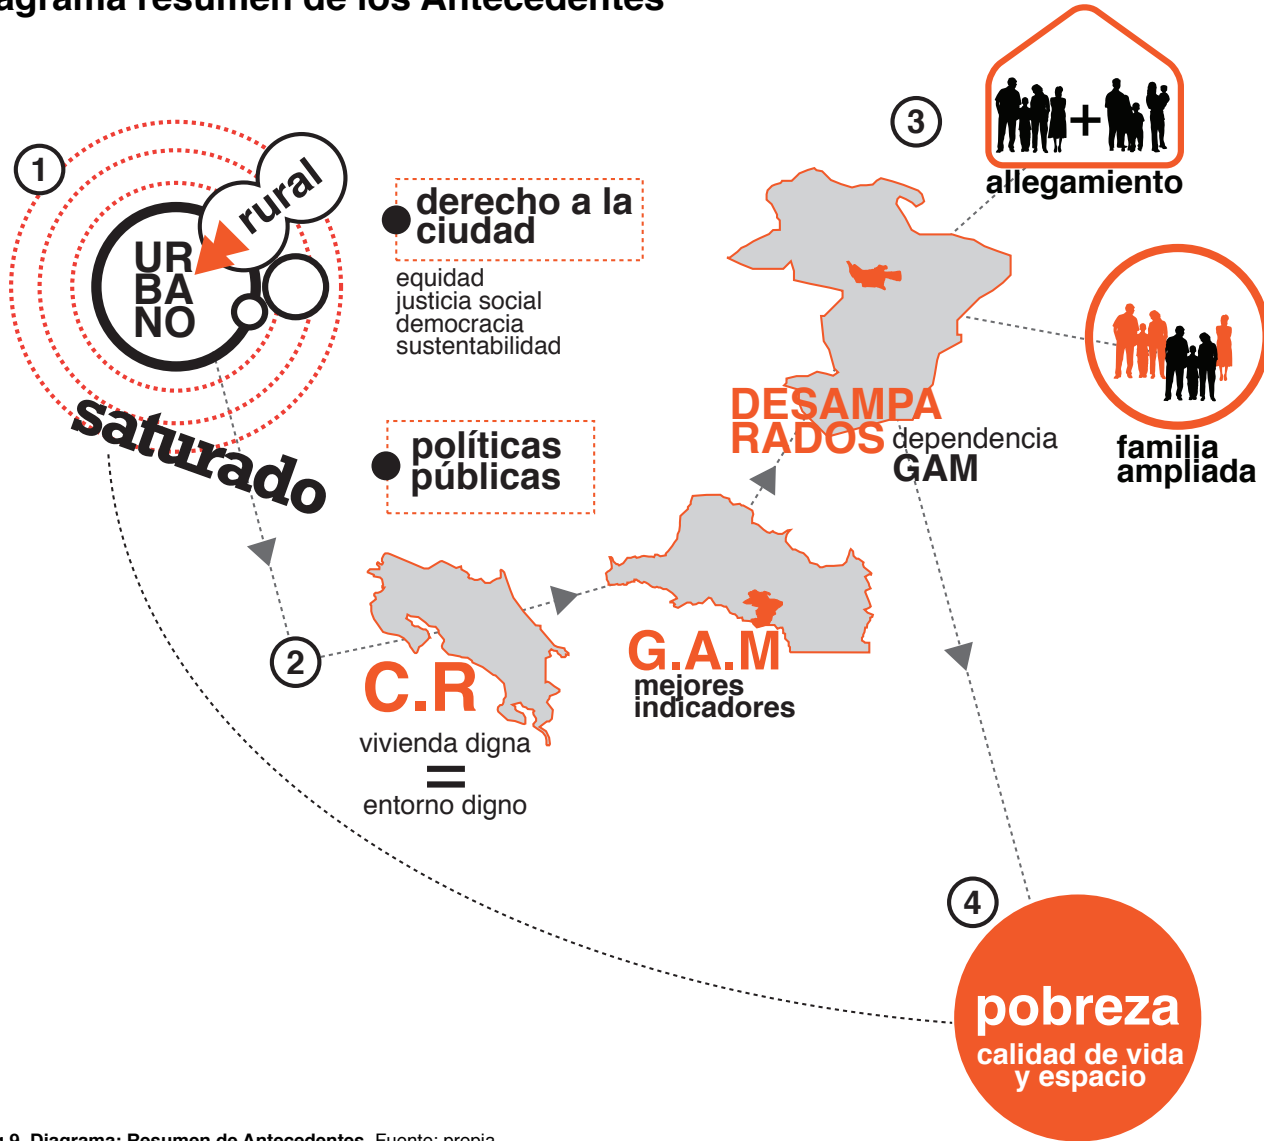 agrama resumen de los Antecedentes
1
rural
UR
BA
NO
saturado
derecho a la
ciudad
equidad
justicia social
democracia
sustentabilidad
políticas
públicas
2
C.R
vivienda digna
=
entorno digno
G.A.M
mejores
indicadores
3
+
allegamiento
familia
ampliada
DESAMPA
RADOS
dependencia
GAM
4
pobreza
calidad de vida
y espacio
9. Diagrama: Resumen de Antecedentes. Fuente: propia